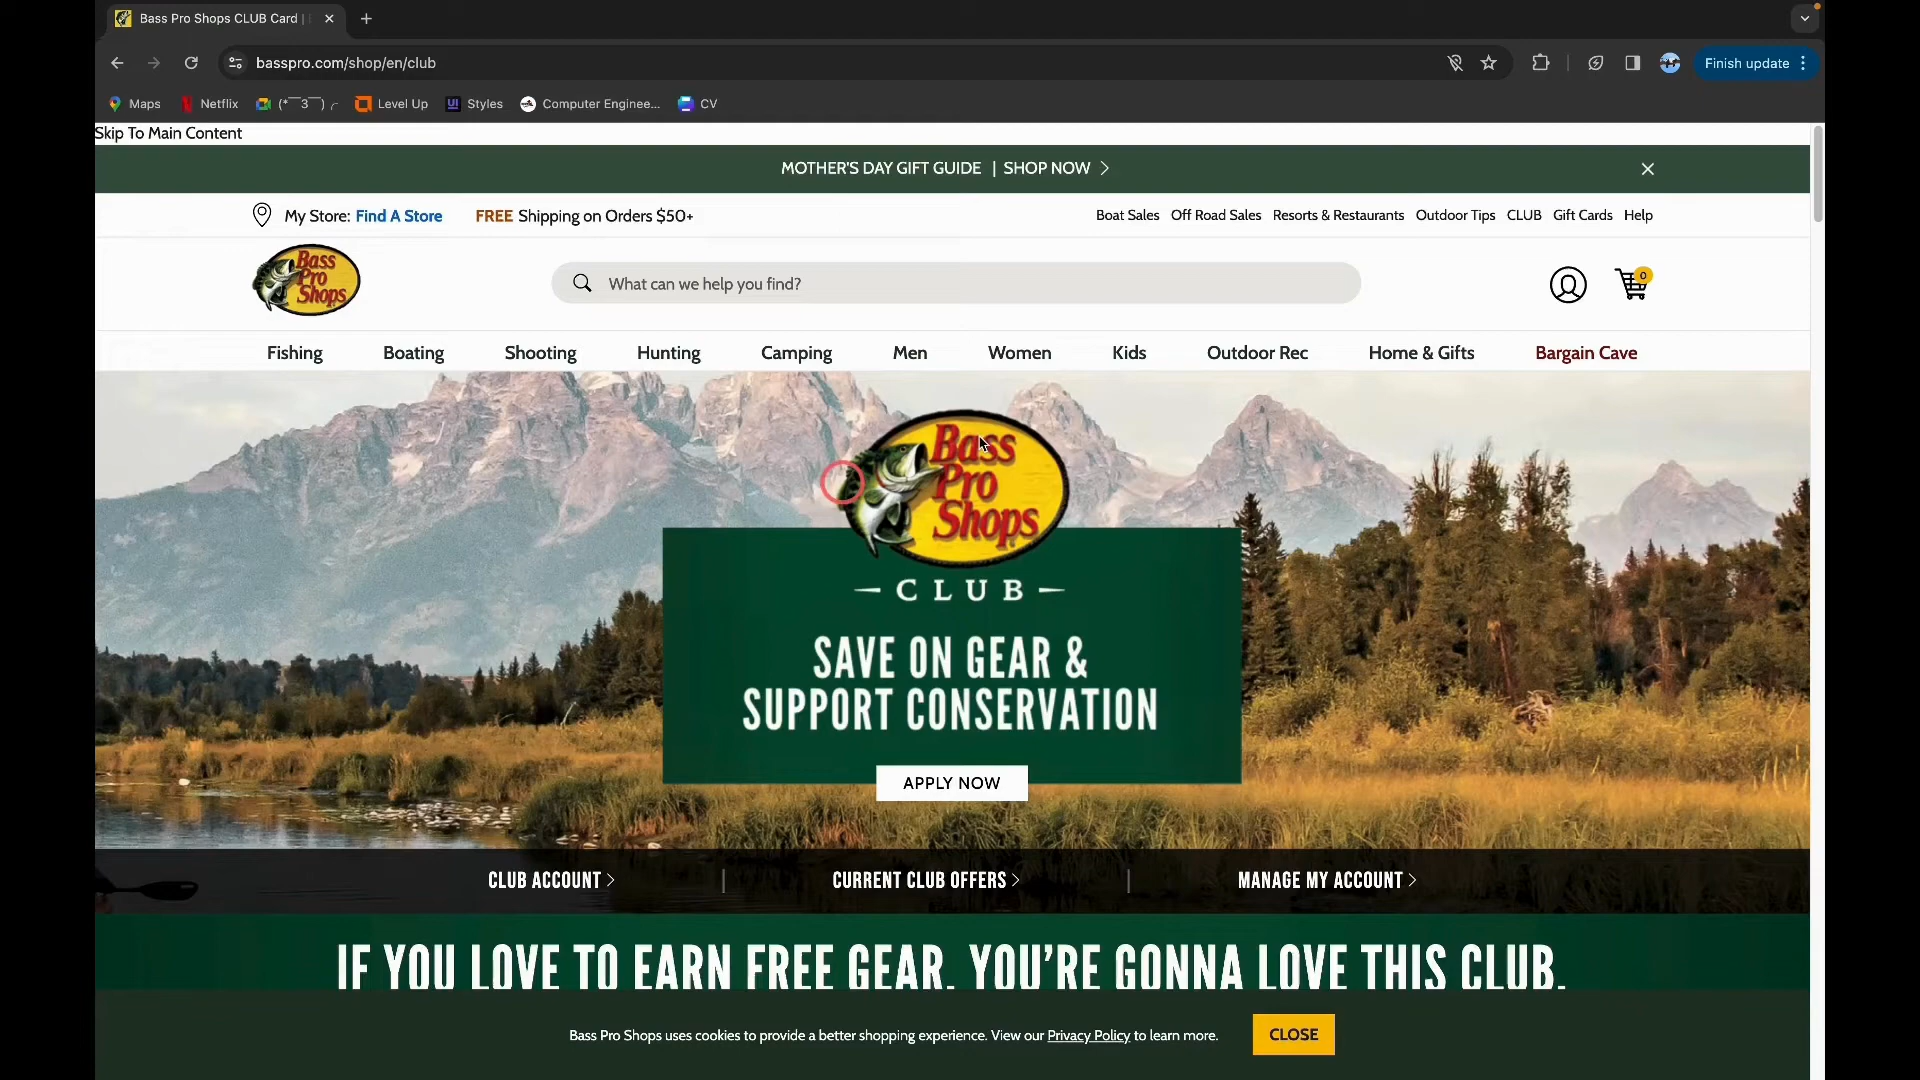 Bass Pro Shops CLUB Card |
basspro.com/shop/en/club
Finish update
Maps
Netflix
(*￣3￣)╭
Level Up
UI Styles
Computer Enginee...
CV
Skip To Main Content
MOTHER'S DAY GIFT GUIDE | SHOP NOW
My Store: Find A Store
FREE Shipping on Orders $50+
Boat Sales
Off Road Sales
Resorts & Restaurants
Outdoor Tips
CLUB
Gift Cards
Help
Bass
Pro
Shops
What can we help you find?
0
Fishing
Boating
Shooting
Hunting
Camping
Men
Women
Kids
Outdoor Rec
Home & Gifts
Bargain Cave
Bass
Pro
Shops
CLUB
SAVE ON GEAR &
SUPPORT CONSERVATION
APPLY NOW
CLUB ACCOUNT >
CURRENT CLUB OFFERS >
MANAGE MY ACCOUNT >
IF YOU LOVE TO EARN FREE GEAR. YOU'RE GONNA LOVE THIS CLUB.
Bass Pro Shops uses cookies to provide a better shopping experience. View our Privacy Policy to learn more.
CLOSE